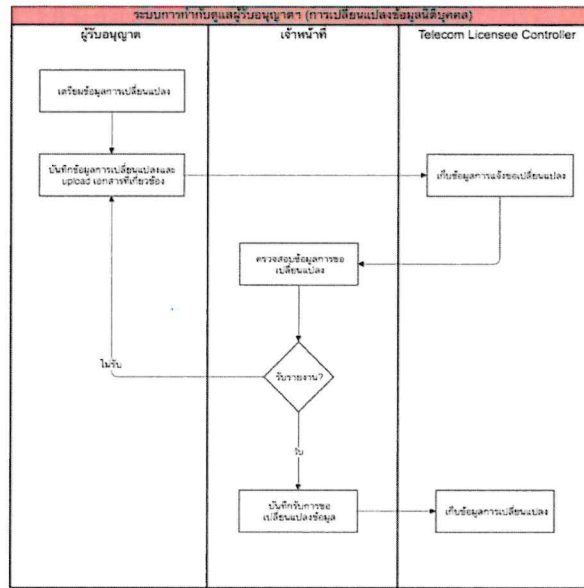 ระบบการกำกับดูแลผู้รับอนุญาตฯ (การเปลี่ยนแปลงข้อมูลนิติบุคคล)
ผู้รับอนุญาต
เจ้าหน้าที่
Telecom Licensee Controller
เตรียมข้อมูลการเปลี่ยนแปลง
บันทึกข้อมูลการเปลี่ยนแปลงและ
upload เอกสารที่เกี่ยวข้อง
เก็บข้อมูลการแจ้งขอเปลี่ยนแปลง
ตรวจสอบข้อมูลการขอ
เปลี่ยนแปลง
ไม่รับ
รับรายงาน?
รับ
บันทึกรับการขอ
เปลี่ยนแปลงข้อมูล
เก็บข้อมูลการเปลี่ยนแปลง